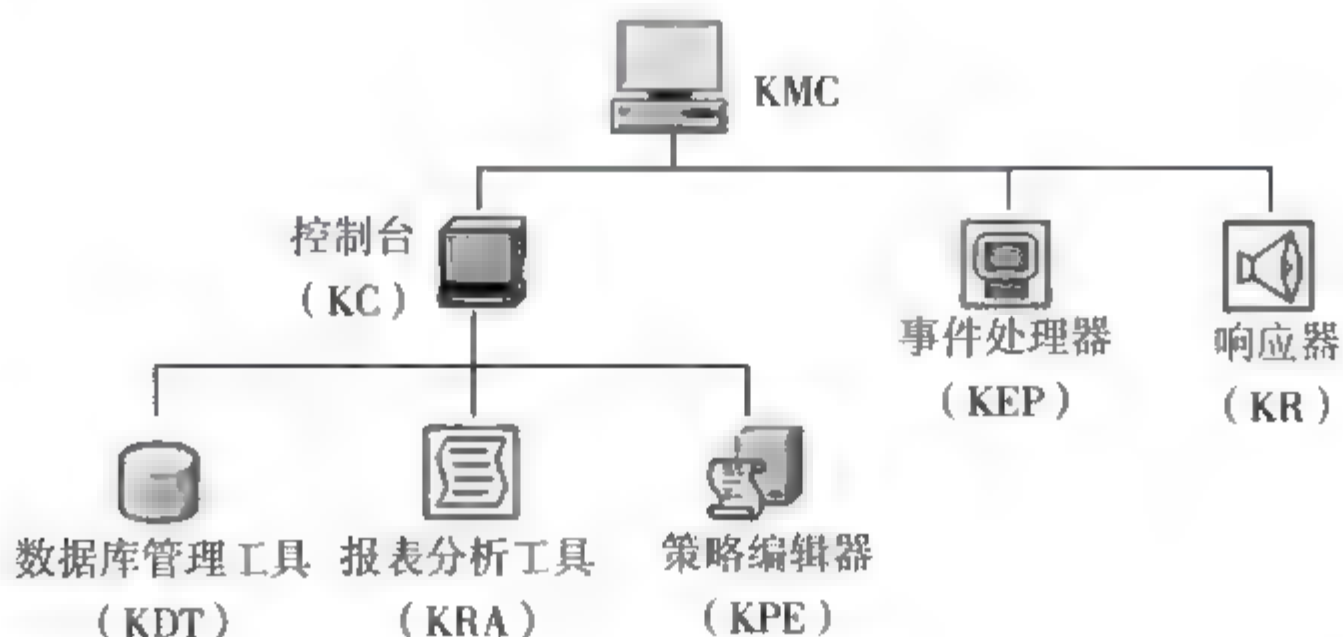 KMC
控制台
（KC）
事件处理器
（KEP）
响应器
（KR）
数据库管理工具
（KDT）
报表分析工具
（KRA）
策略编辑器
（KPE）